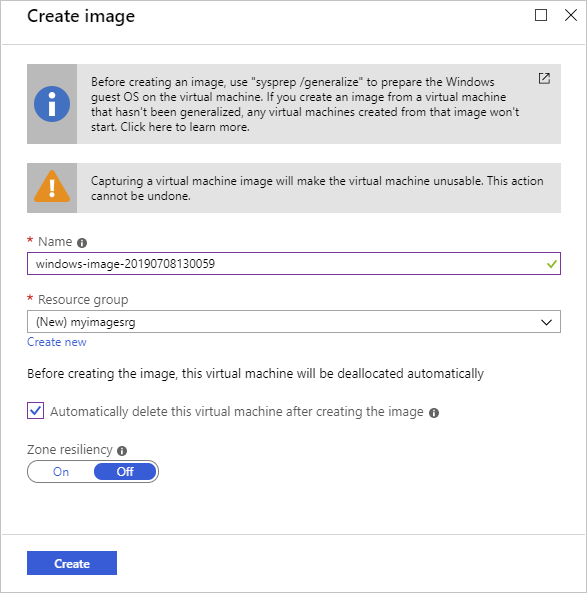 Create image
Before creating an image, use "sysprep /generalize" to prepare the Windows
guest OS on the virtual machine. If you create an image from a virtual machine
that hasn't been generalized, any virtual machines created from that image won't
start. Click here to learn more.
Capturing a virtual machine image will make the virtual machine unusable. This action
cannot be undone.
* Name
windows-image-20190708130059
* Resource group
(New) myimagesrg
Create new
Before creating the image, this virtual machine will be deallocated automatically
Automatically delete this virtual machine after creating the image
Zone resiliency
On Off
Create